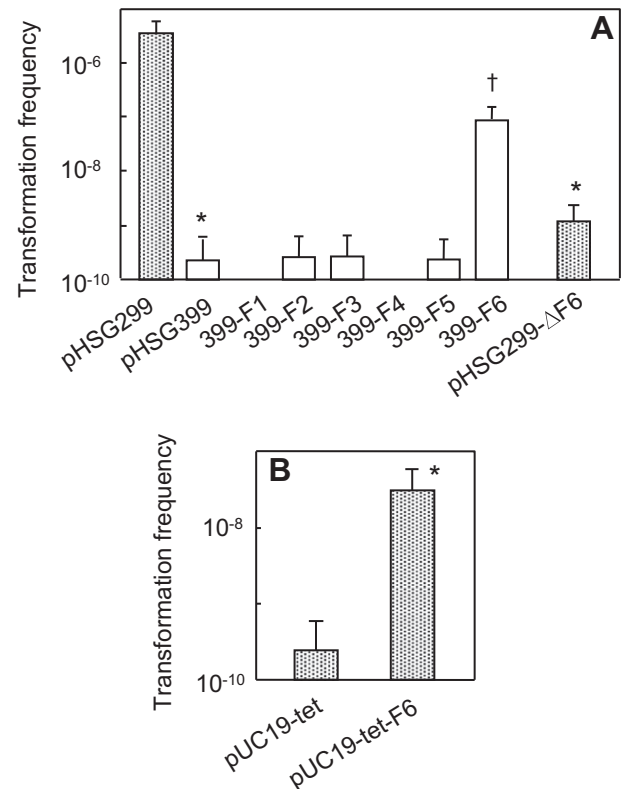 A
Transformation frequency
10-6
10-8
10-10
*
†
*
pHSG299
pHSG399
399-F1
399-F2
399-F3
399-F4
399-F5
399-F6
pHSG299-△F6
B
Transformation frequency
10-8
10-10
*
pUC19-tet
pUC19-tet-F6